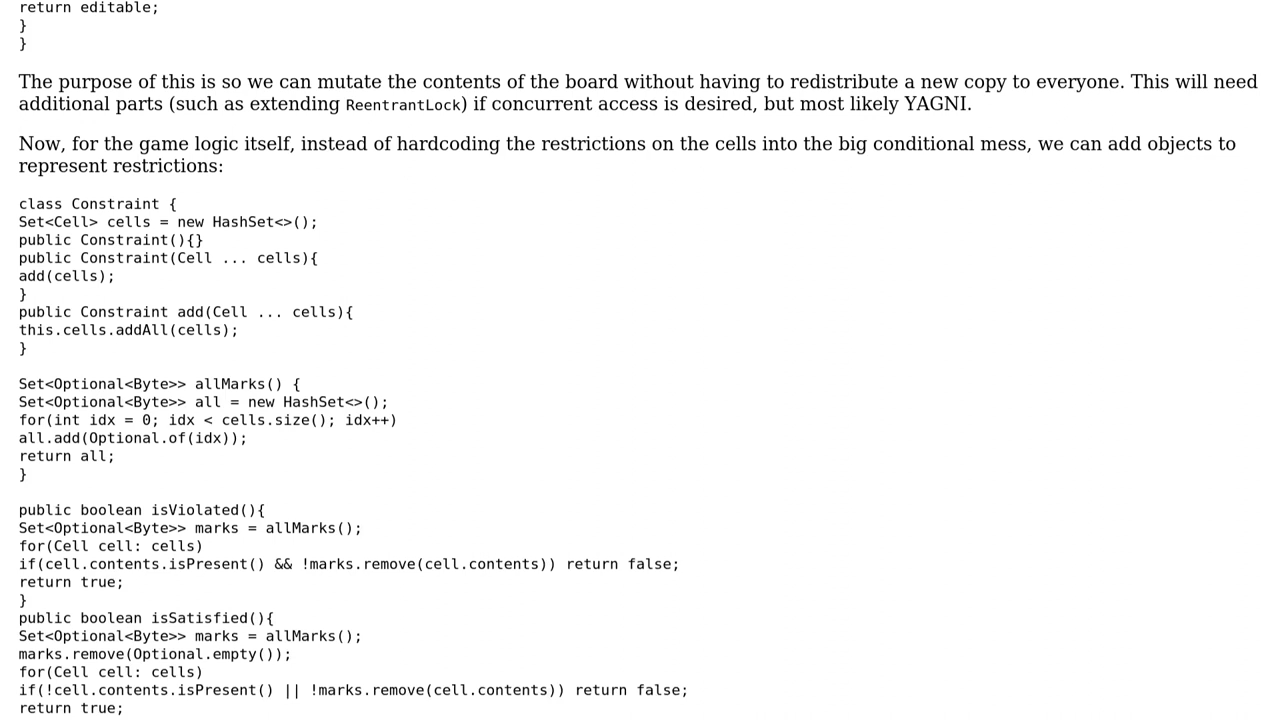 return editable;
}
}
The purpose of this is so we can mutate the contents of the board without having to redistribute a new copy to everyone. This will need
additional parts (such as extending ReentrantLock) if concurrent access is desired, but most likely YAGNI.
Now, for the game logic itself, instead of hardcoding the restrictions on the cells into the big conditional mess, we can add objects to
represent restrictions:
class Constraint {
Set<Cell> cells = new HashSet<>();
public Constraint(){}
public Constraint(Cell ... cells){
add(cells);
}
public Constraint add(Cell ... cells){
this.cells.addAll(cells);
}
Set<Optional<Byte>> allMarks() {
Set<Optional<Byte>> all = new HashSet<>();
for(int idx = 0; idx < cells.size(); idx++)
all.add(Optional.of(idx));
return all;
}
public boolean isViolated(){
Set<Optional<Byte>> marks = allMarks();
for(Cell cell: cells)
if(cell.contents.isPresent() && !marks.remove(cell.contents)) return false;
return true;
}
public boolean isSatisfied(){
Set<Optional<Byte>> marks = allMarks();
marks.remove(Optional.empty());
for(Cell cell: cells)
if(!cell.contents.isPresent() || !marks.remove(cell.contents)) return false;
return true;